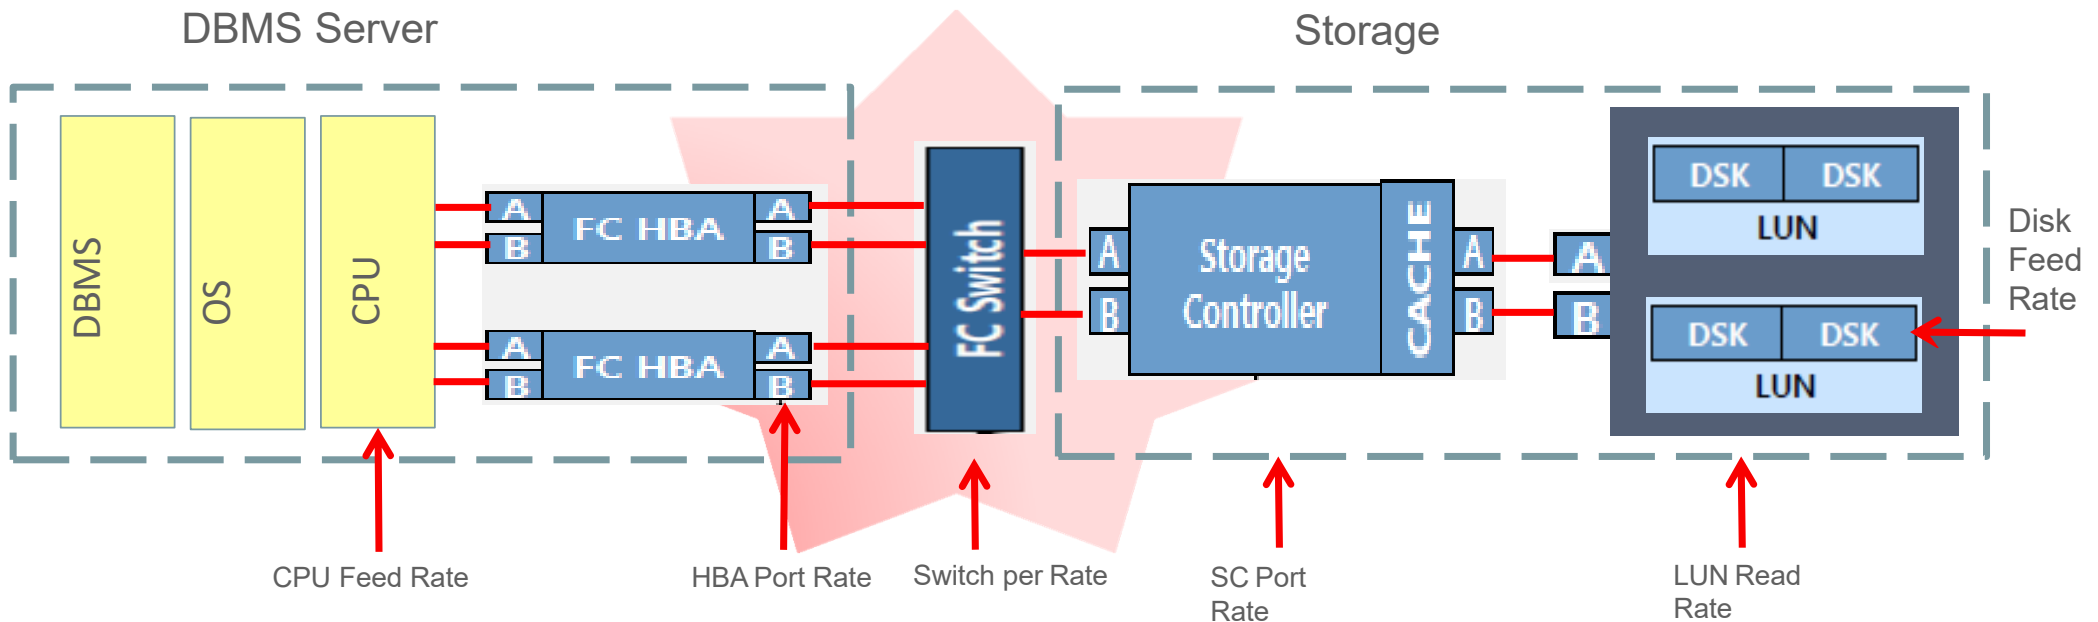 DBMS Server
Storage
DBMS
OS
CPU
A
B
FC HBA
A
B
A
B
FC HBA
A
B
FC Switch
A
B
Storage
Controller
CACHE
A
B
A
B
DSK DSK
LUN
DSK DSK
LUN
Disk
Feed
Rate
CPU Feed Rate
HBA Port Rate
Switch per Rate
SC Port
Rate
LUN Read
Rate